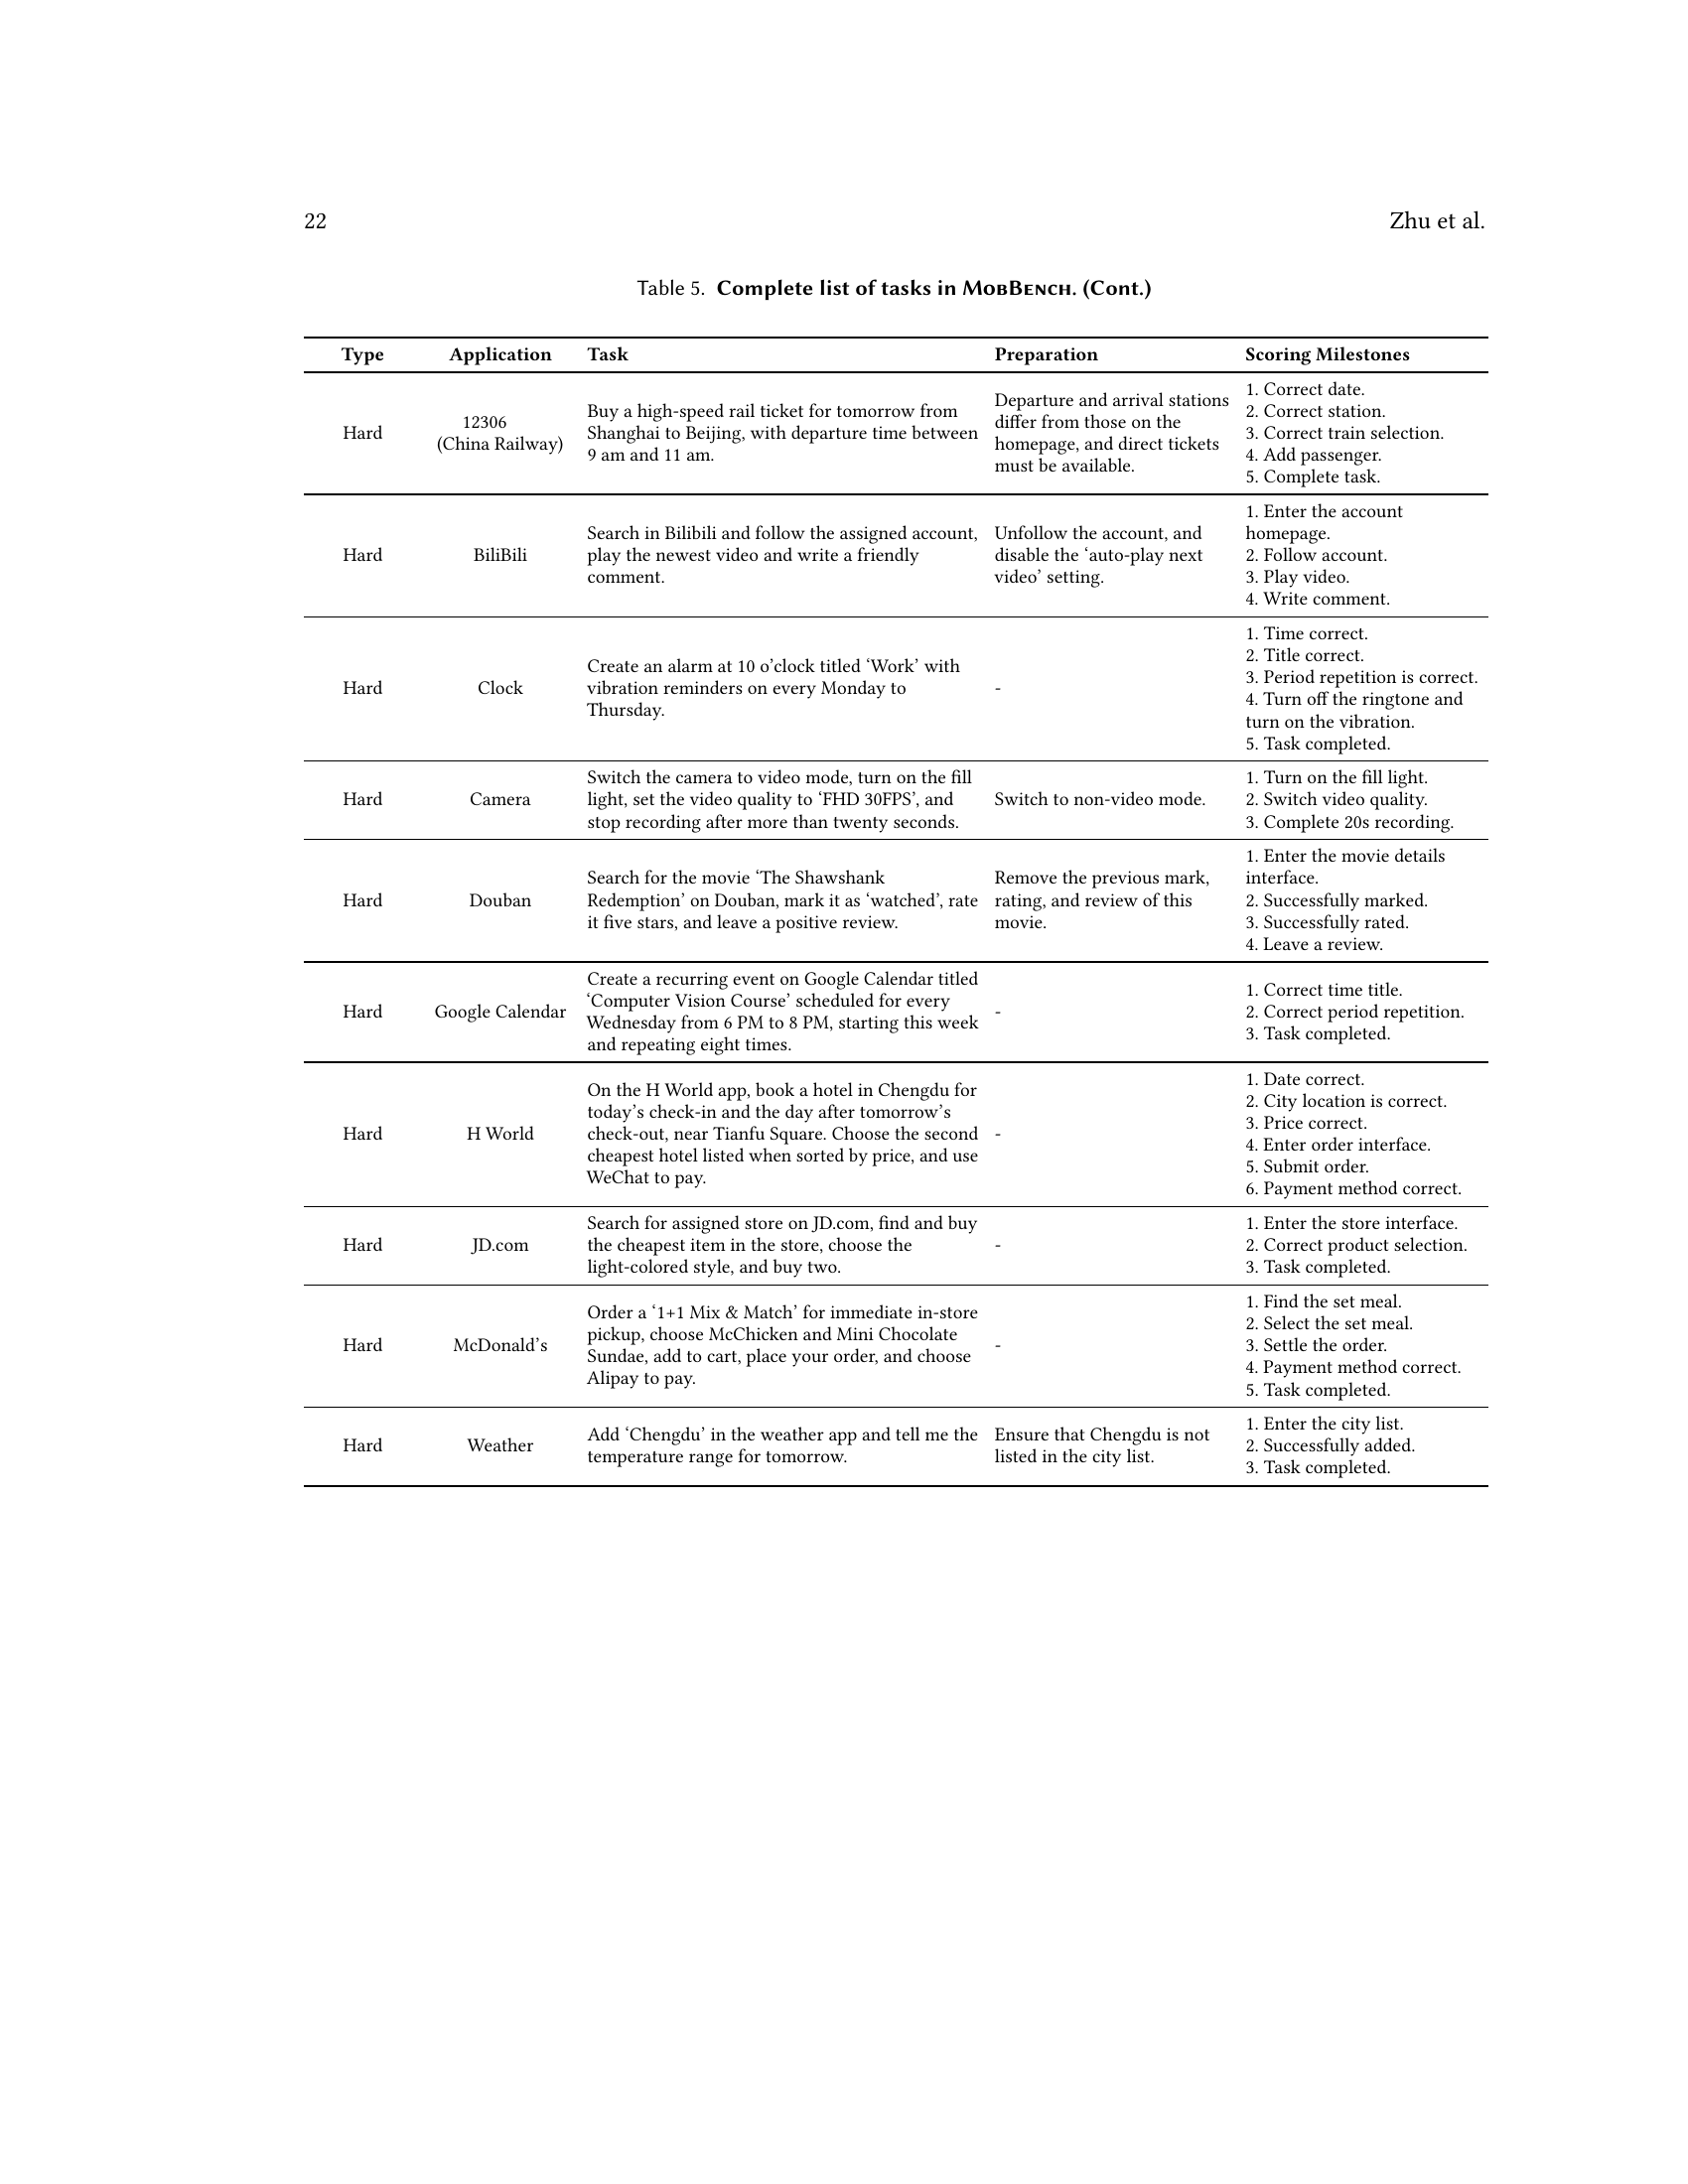 22
Zhu et al.
Table 5. Complete list of tasks in MobBench. (Cont.)
Type Application Task Preparation Scoring Milestones
Hard
12306
(China Railway)
Buy a high-speed rail ticket for tomorrow from
Shanghai to Beijing, with departure time between
9 am and 11 am.
Departure and arrival stations
differ from those on the
homepage, and direct tickets
must be available.
1. Correct date.
2. Correct station.
3. Correct train selection.
4. Add passenger.
5. Complete task.
Hard
BiliBili
Search in Bilibili and follow the assigned account,
play the newest video and write a friendly
comment.
Unfollow the account, and
disable the ‘auto-play next
video’ setting.
1. Enter the account
homepage.
2. Follow account.
3. Play video.
4. Write comment.
Hard
Clock
Create an alarm at 10 o’clock titled ‘Work’ with
vibration reminders on every Monday to
Thursday.
-
1. Time correct.
2. Title correct.
3. Period repetition is correct.
4. Turn off the ringtone and
turn on the vibration.
5. Task completed.
Hard
Camera
Switch the camera to video mode, turn on the fill
light, set the video quality to ‘FHD 30FPS’, and
stop recording after more than twenty seconds.
Switch to non-video mode.
1. Turn on the fill light.
2. Switch video quality.
3. Complete 20s recording.
Hard
Douban
Search for the movie ‘The Shawshank
Redemption’ on Douban, mark it as ‘watched’, rate
it five stars, and leave a positive review.
Remove the previous mark,
rating, and review of this
movie.
1. Enter the movie details
interface.
2. Successfully marked.
3. Successfully rated.
4. Leave a review.
Hard
Google Calendar
Create a recurring event on Google Calendar titled
‘Computer Vision Course’ scheduled for every
Wednesday from 6 PM to 8 PM, starting this week
and repeating eight times.
-
1. Correct time title.
2. Correct period repetition.
3. Task completed.
Hard
H World
On the H World app, book a hotel in Chengdu for
today’s check-in and the day after tomorrow’s
check-out, near Tianfu Square. Choose the second
cheapest hotel listed when sorted by price, and use
WeChat to pay.
-
1. Date correct.
2. City location is correct.
3. Price correct.
4. Enter order interface.
5. Submit order.
6. Payment method correct.
Hard
JD.com
Search for assigned store on JD.com, find and buy
the cheapest item in the store, choose the
light-colored style, and buy two.
-
1. Enter the store interface.
2. Correct product selection.
3. Task completed.
Hard
McDonald’s
Order a ‘1+1 Mix & Match’ for immediate in-store
pickup, choose McChicken and Mini Chocolate
Sundae, add to cart, place your order, and choose
Alipay to pay.
-
1. Find the set meal.
2. Select the set meal.
3. Settle the order.
4. Payment method correct.
5. Task completed.
Hard
Weather
Add ‘Chengdu’ in the weather app and tell me the
temperature range for tomorrow.
Ensure that Chengdu is not
listed in the city list.
1. Enter the city list.
2. Successfully added.
3. Task completed.